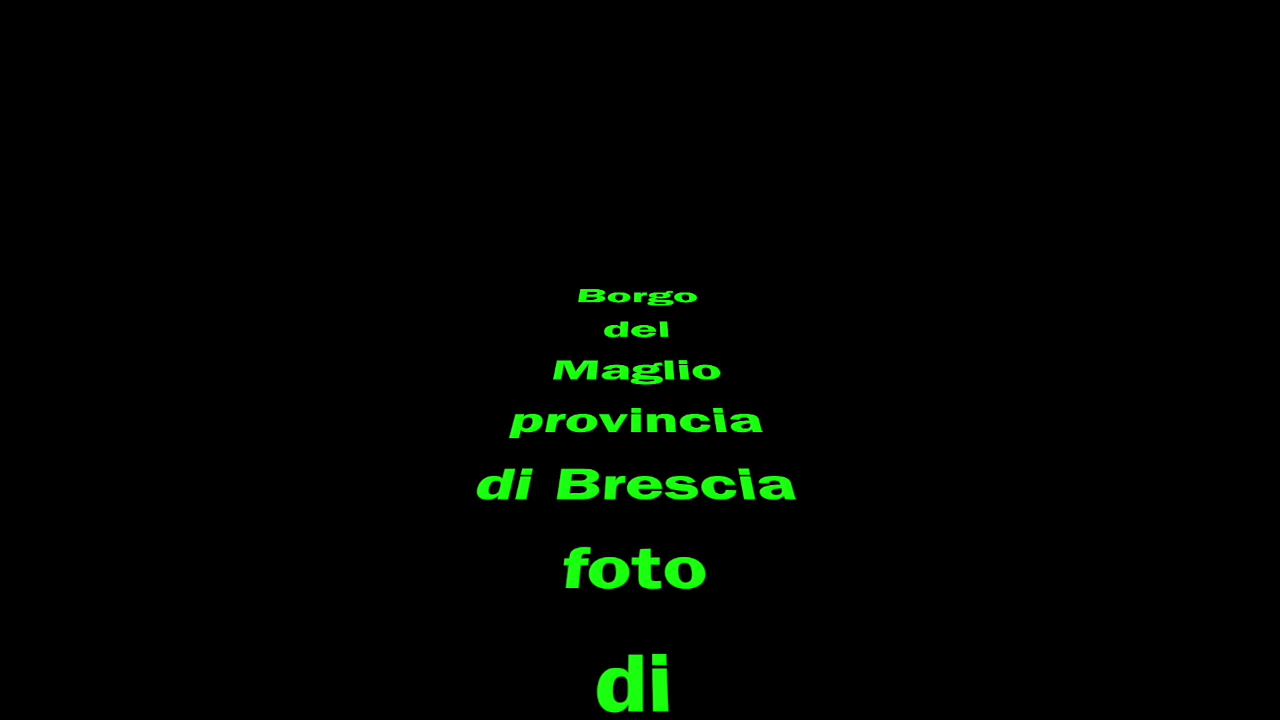 Borgo
del
Maglio
provincia
di Brescia
foto
di